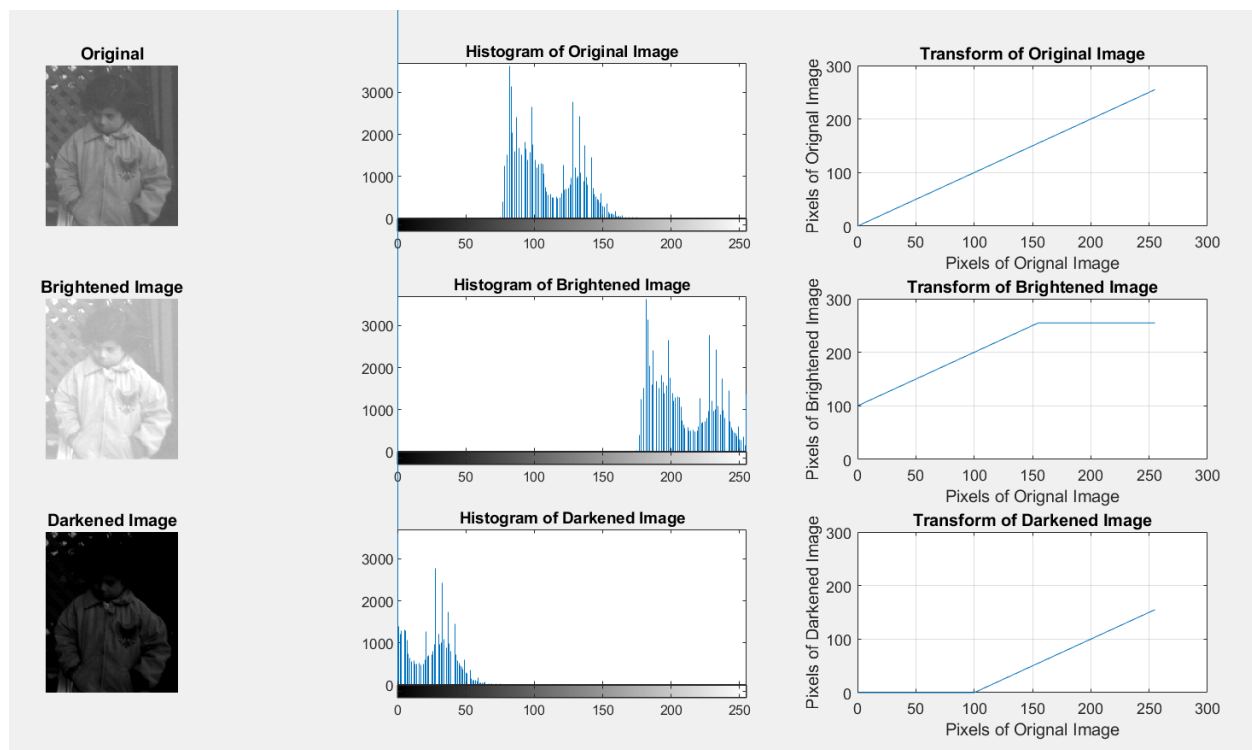 Original
Histogram of Original Image
3000
2000
1000
0
0 50 100 150 200 250
Transform of Original Image
Pixels of Orignal Image
300
200
100
0
0 50 100 150 200 250 300
Pixels of Orignal Image
Brightened Image
Histogram of Brightened Image
3000
2000
1000
0
0 50 100 150 200 250
Transform of Brightened Image
Pixels of Brightened Image
300
200
100
0
0 50 100 150 200 250 300
Pixels of Orignal Image
Darkened Image
Histogram of Darkened Image
3000
2000
1000
0
0 50 100 150 200 250
Transform of Darkened Image
Pixels of Darkened Image
300
200
100
0
0 50 100 150 200 250 300
Pixels of Orignal Image